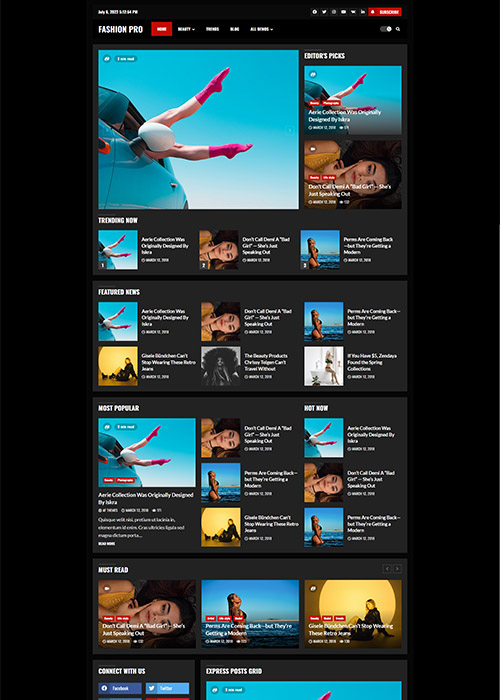 July 6, 2022 5:12:54 PM
SUBSCRIBE
FASHION PRO
HOME
BEAUTY
TRENDS
BLOG
ALL DEMOS
3 min read
EDITOR'S PICKS
Beauty
Photography
Aerie Collection Was Originally
Designed By Iskra
MARCH 12, 2018
171
Beauty
Life style
Don't Call Demi A "Bad Girl" — She's
Just Speaking Out
MARCH 12, 2018
TRENDING NOW
1
Aerie Collection Was
Originally Designed By
Iskra
MARCH 12, 2018
2
Don't Call Demi A "Bad
Girl" — She's Just
Speaking Out
MARCH 12, 2018
3
Perms Are Coming Back
—but They're Getting a
Modern
MARCH 12, 2018
FEATURED NEWS
Aerie Collection Was
Originally Designed By
Iskra
MARCH 12, 2018
Don't Call Demi A "Bad
Girl" — She's Just
Speaking Out
MARCH 12, 2018
Perms Are Coming Back—
but They're Getting a
Modern
MARCH 12, 2018
Gisele Bündchen Can't
Stop Wearing These Retro
Jeans
MARCH 12, 2018
The Beauty Products
Chrissy Teigen Can't
Travel Without
MARCH 12, 2018
If You Have $5, Zendaya
Found the Spring
Collections
MARCH 12, 2018
MOST POPULAR
3 min read
Beauty
Photography
Aerie Collection Was Originally Designed
By Iskra
AF THEMES
MARCH 12, 2018
171
Quisque velit nisi, pretium ut lacinia in,
elementum id enim. Cras ultricies ligula sed
magna dictum porta...
READ MORE
Don't Call Demi A "Bad
Girl" — She's Just
Speaking Out
MARCH 12, 2018
Perms Are Coming Back—
but They're Getting a
Modern
MARCH 12, 2018
Gisele Bündchen Can't
Stop Wearing These Retro
Jeans
MARCH 12, 2018
HOT NOW
Aerie Collection Was
Originally Designed By
Iskra
MARCH 12, 2018
Don't Call Demi A "Bad
Girl" — She's Just
Speaking Out
MARCH 12, 2018
Perms Are Coming Back—
but They're Getting a
Modern
MARCH 12, 2018
MUST READ
Beauty
Life style
Don't Call Demi A "Bad Girl" — She's
Just Speaking Out
MARCH 12, 2018
Life style
Perms Are Coming Back—but They're
Getting a Modern
MARCH 12, 2018
Beauty
Gisele Bündchen Can't Stop Wearing
These Retro Jeans
MARCH 12, 2018
CONNECT WITH US
Facebook
Twitter
EXPRESS POSTS GRID
3 min read